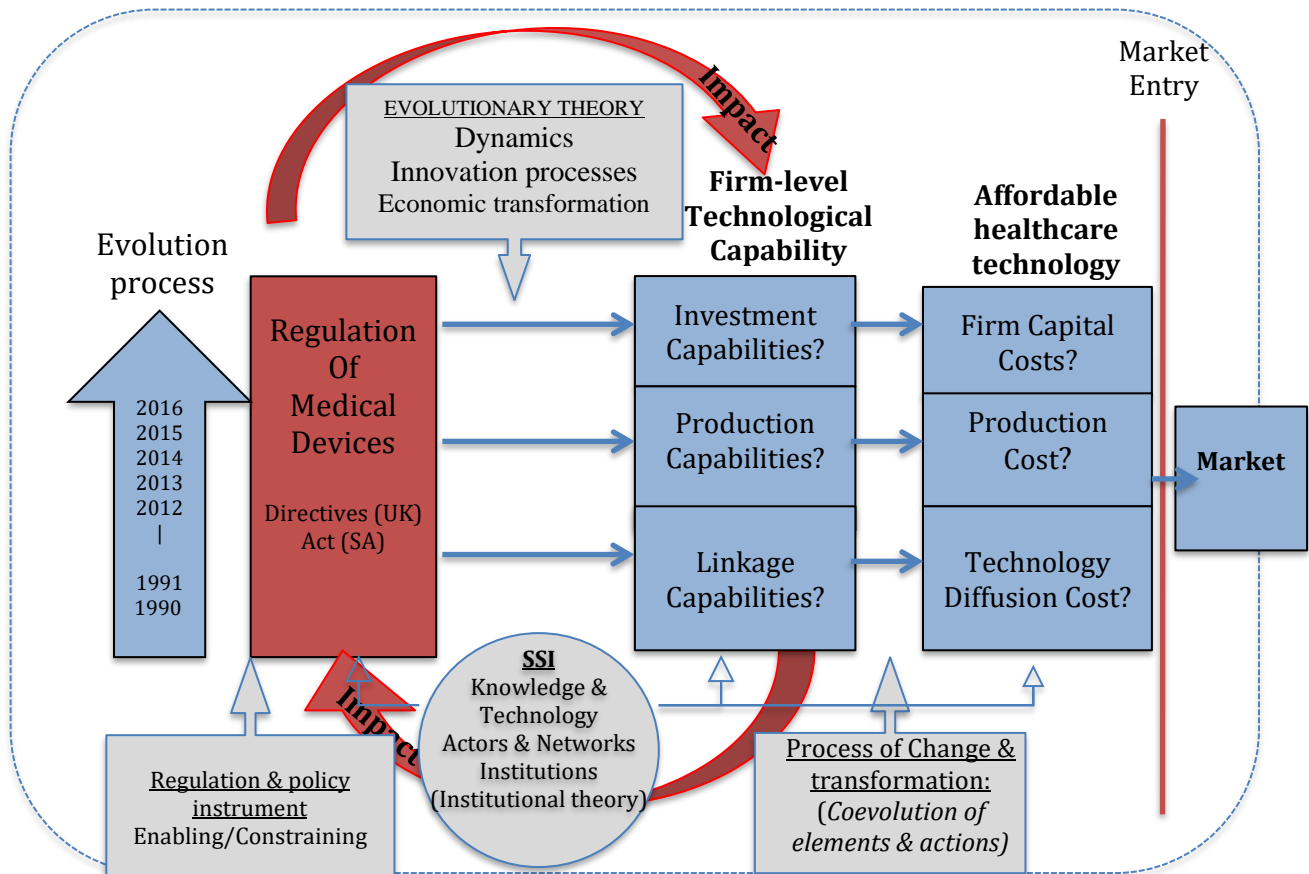 Market
Entry
Impact
EVOLUTIONARY THEORY
Dynamics
Innovation processes
Economic transformation
Firm-level
Technological
Capability
Affordable
healthcare
technology
Evolution
process
2016
2015
2014
2013
2012
|
1991
1990
Regulation
Of
Medical
Devices
Directives (UK)
Act (SA)
Investment
Capabilities?
Production
Capabilities?
Linkage
Capabilities?
Firm Capital
Costs?
Production
Cost?
Technology
Diffusion Cost?
Market
Impact
SSI
Knowledge &
Technology
Actors & Networks
Institutions
(Institutional theory)
Regulation & policy
instrument
Enabling/Constraining
Process of Change &
transformation:
(Coevolution of
elements & actions)